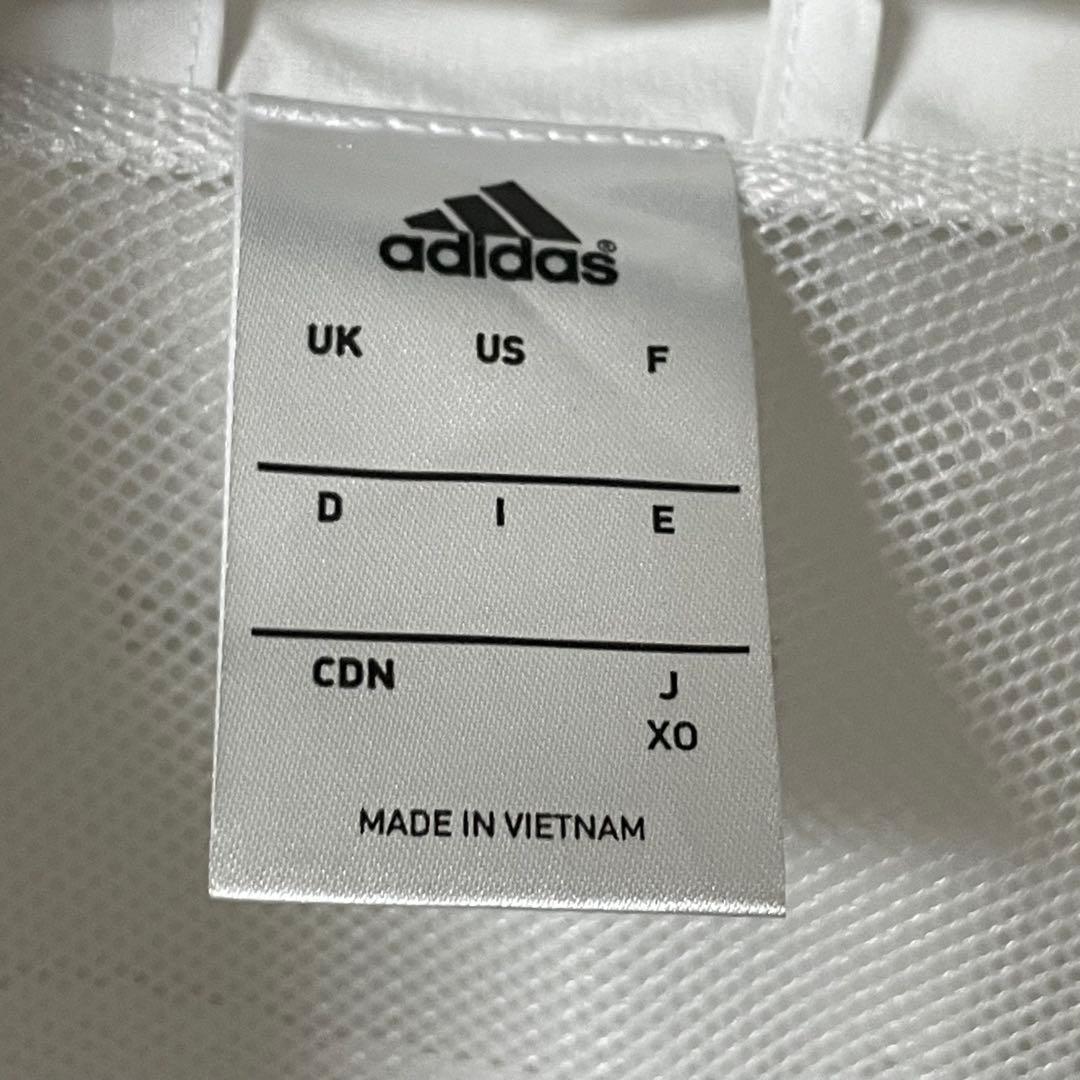 adidas®
UK US F
D I E
CDN J
XO
MADE IN VIETNAM